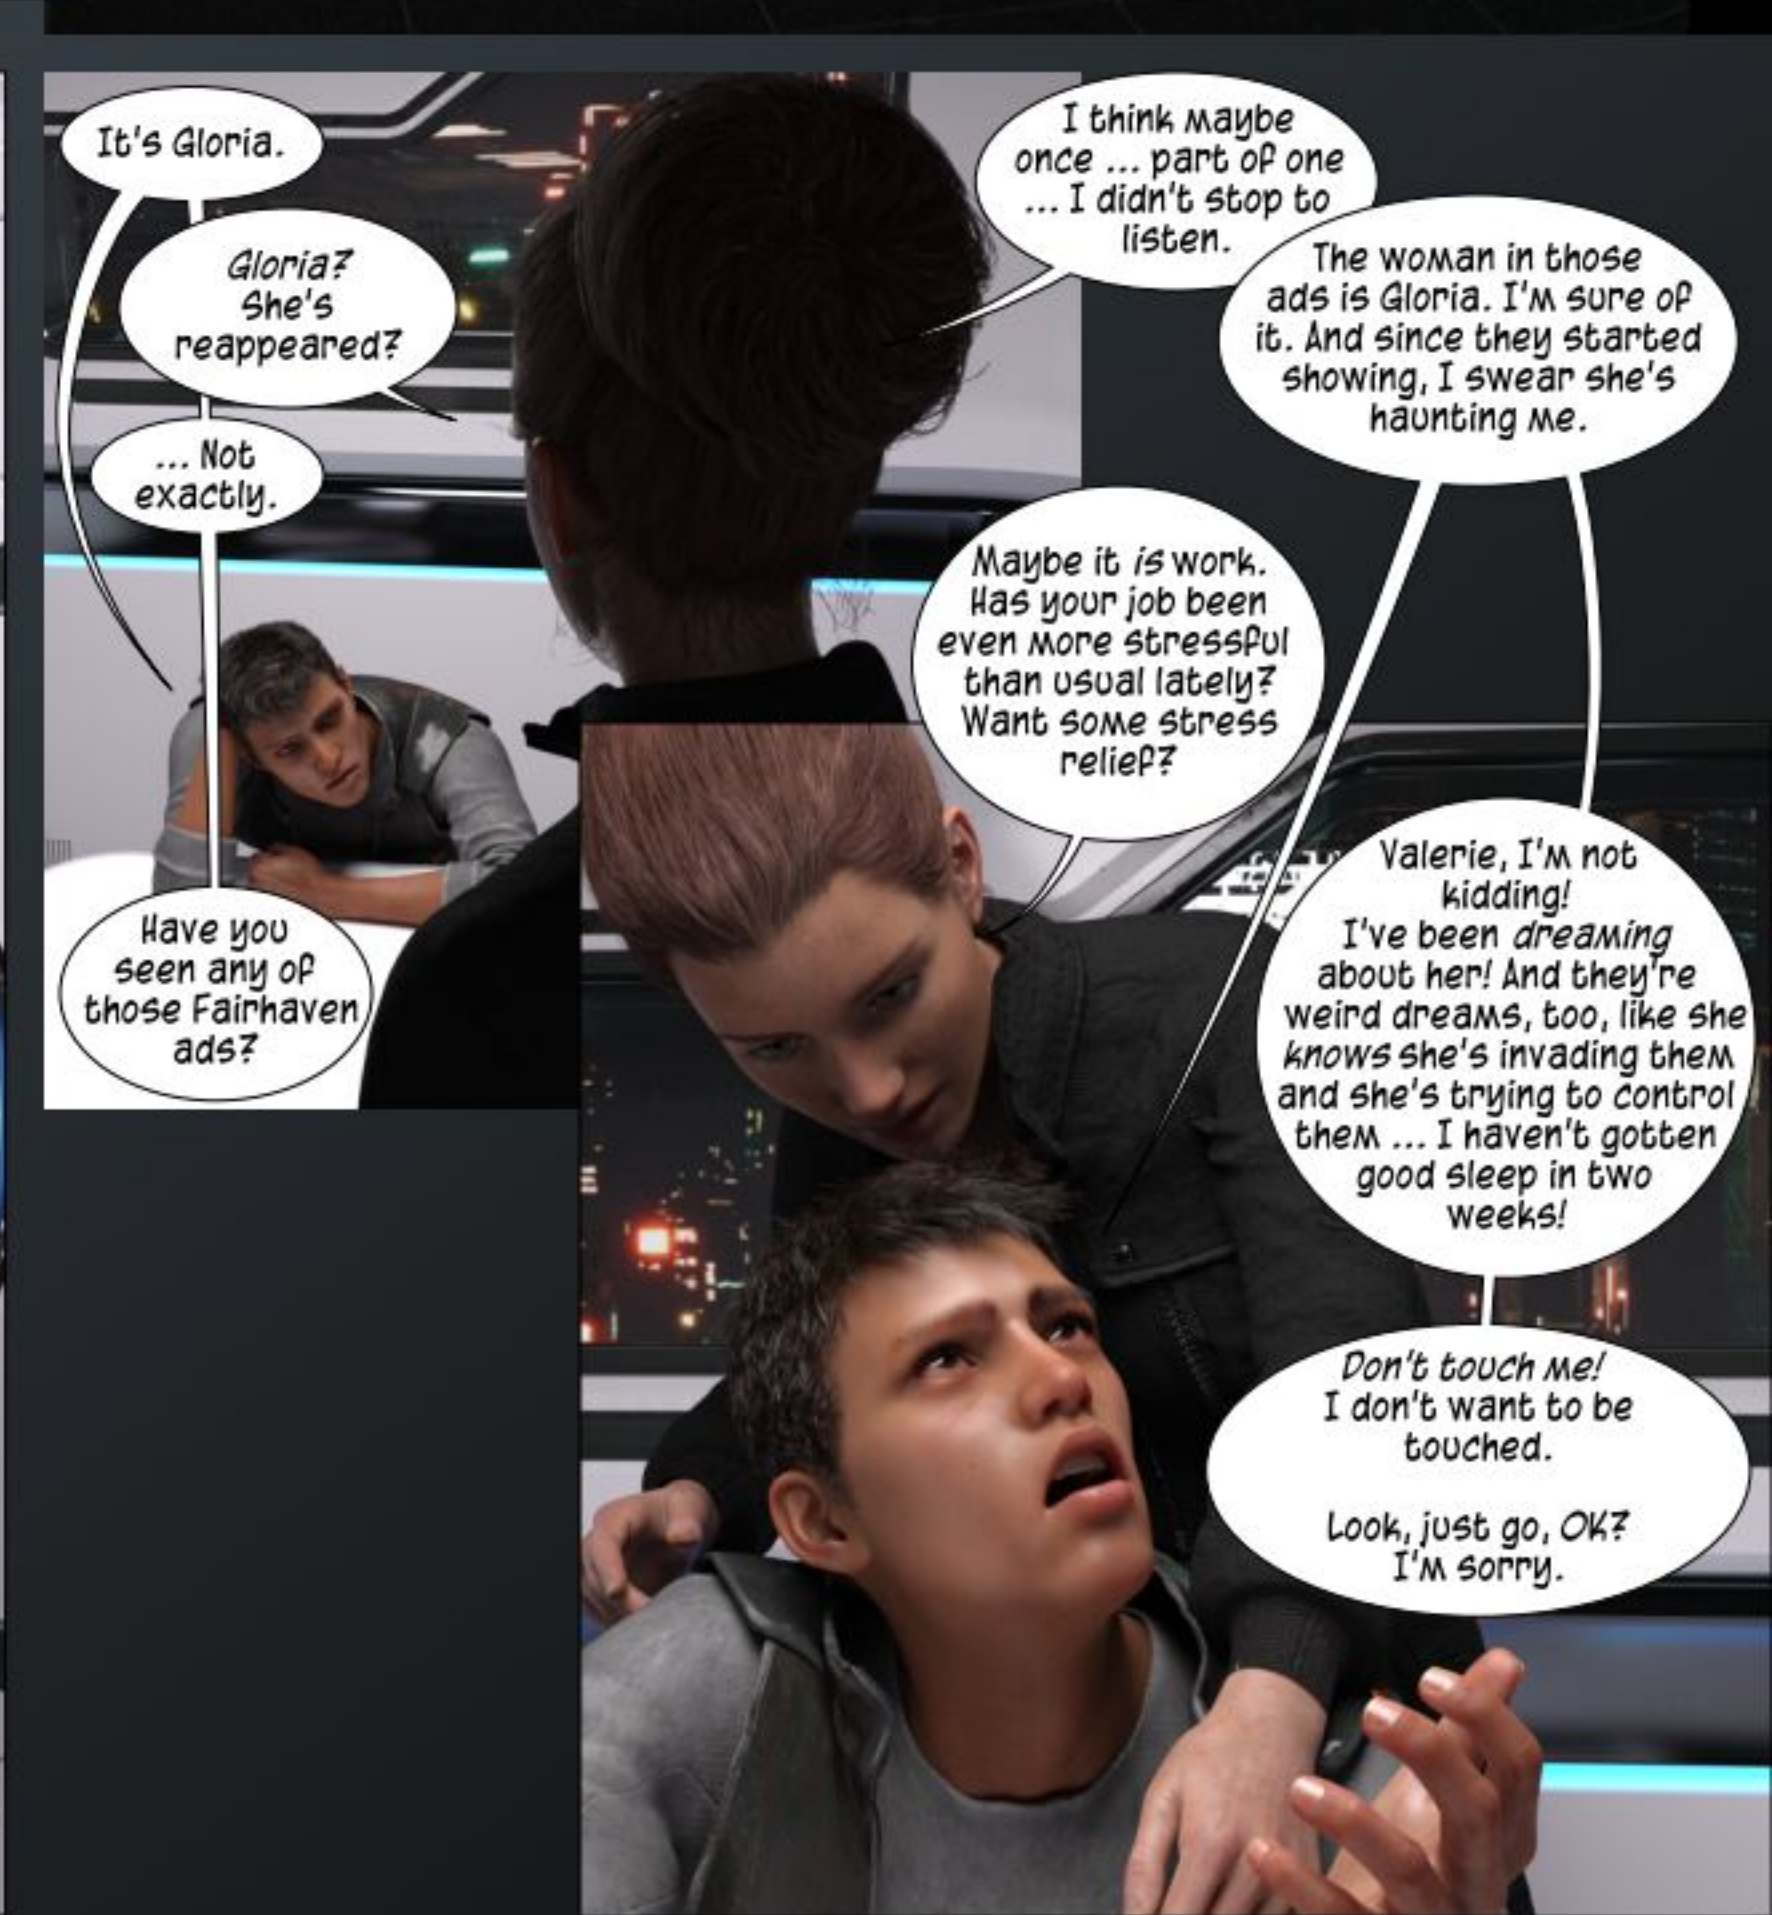 It's Gloria.
Gloria?
She's
reappeared?
... Not
exactly.
Have you
seen any of
those Fairhaven
ads?
I think maybe
once ... part of one
... I didn't stop to
listen.
The woman in those
ads is Gloria. I'm sure of
it. And since they started
showing, I swear she's
haunting me.
Maybe it is work.
Has your job been
even more stressful
than usual lately?
Want some stress
relief?
Valerie, I'm not
kidding!
I've been dreaming
about her! And they're
weird dreams, too, like she
knows she's invading them
and she's trying to control
them ... I haven't gotten
good sleep in two
weeks!
Don't touch me!
I don't want to be
touched.
Look, just go, OK?
I'm sorry.